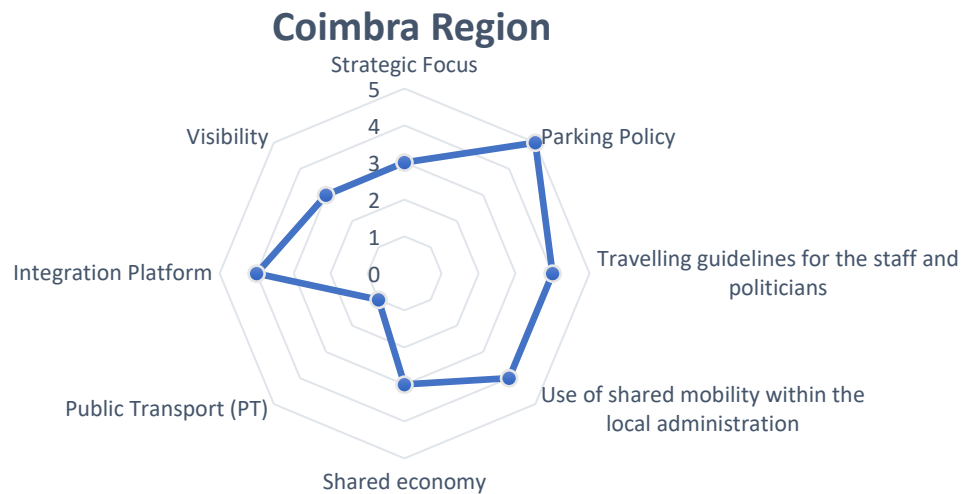 Coimbra Region
Strategic Focus
5
4
3
2
1
0
Visibility
Parking Policy
Integration Platform
Travelling guidelines for the staff and
politicians
Public Transport (PT)
Use of shared mobility within the
local administration
Shared economy